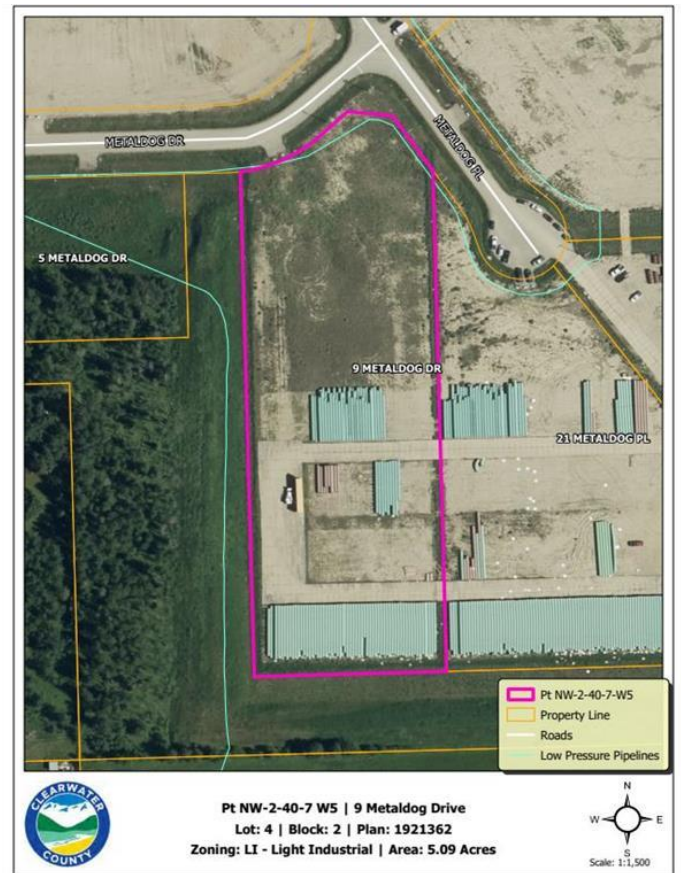 METALDOG DR
METALDOG PL
5 METALDOG DR
9 METALDOG DR
21 METALDOG PL
Pt NW-2-40-7-W5
Property Line
Roads
Low Pressure Pipelines
CLEARWATER
COUNTY
Pt NW-2-40-7 W5 | 9 Metaldog Drive
Lot: 4 | Block: 2 | Plan: 1921362
Zoning: LI - Light Industrial | Area: 5.09 Acres
N
W E
S
Scale: 1:1,500